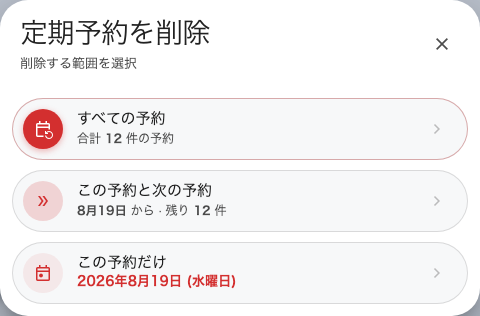 定期予約を削除
削除する範囲を選択
すべての予約
合計 12 件の予約
この予約と次の予約
8月19日 から · 残り 12 件
この予約だけ
2026年8月19日 (水曜日)